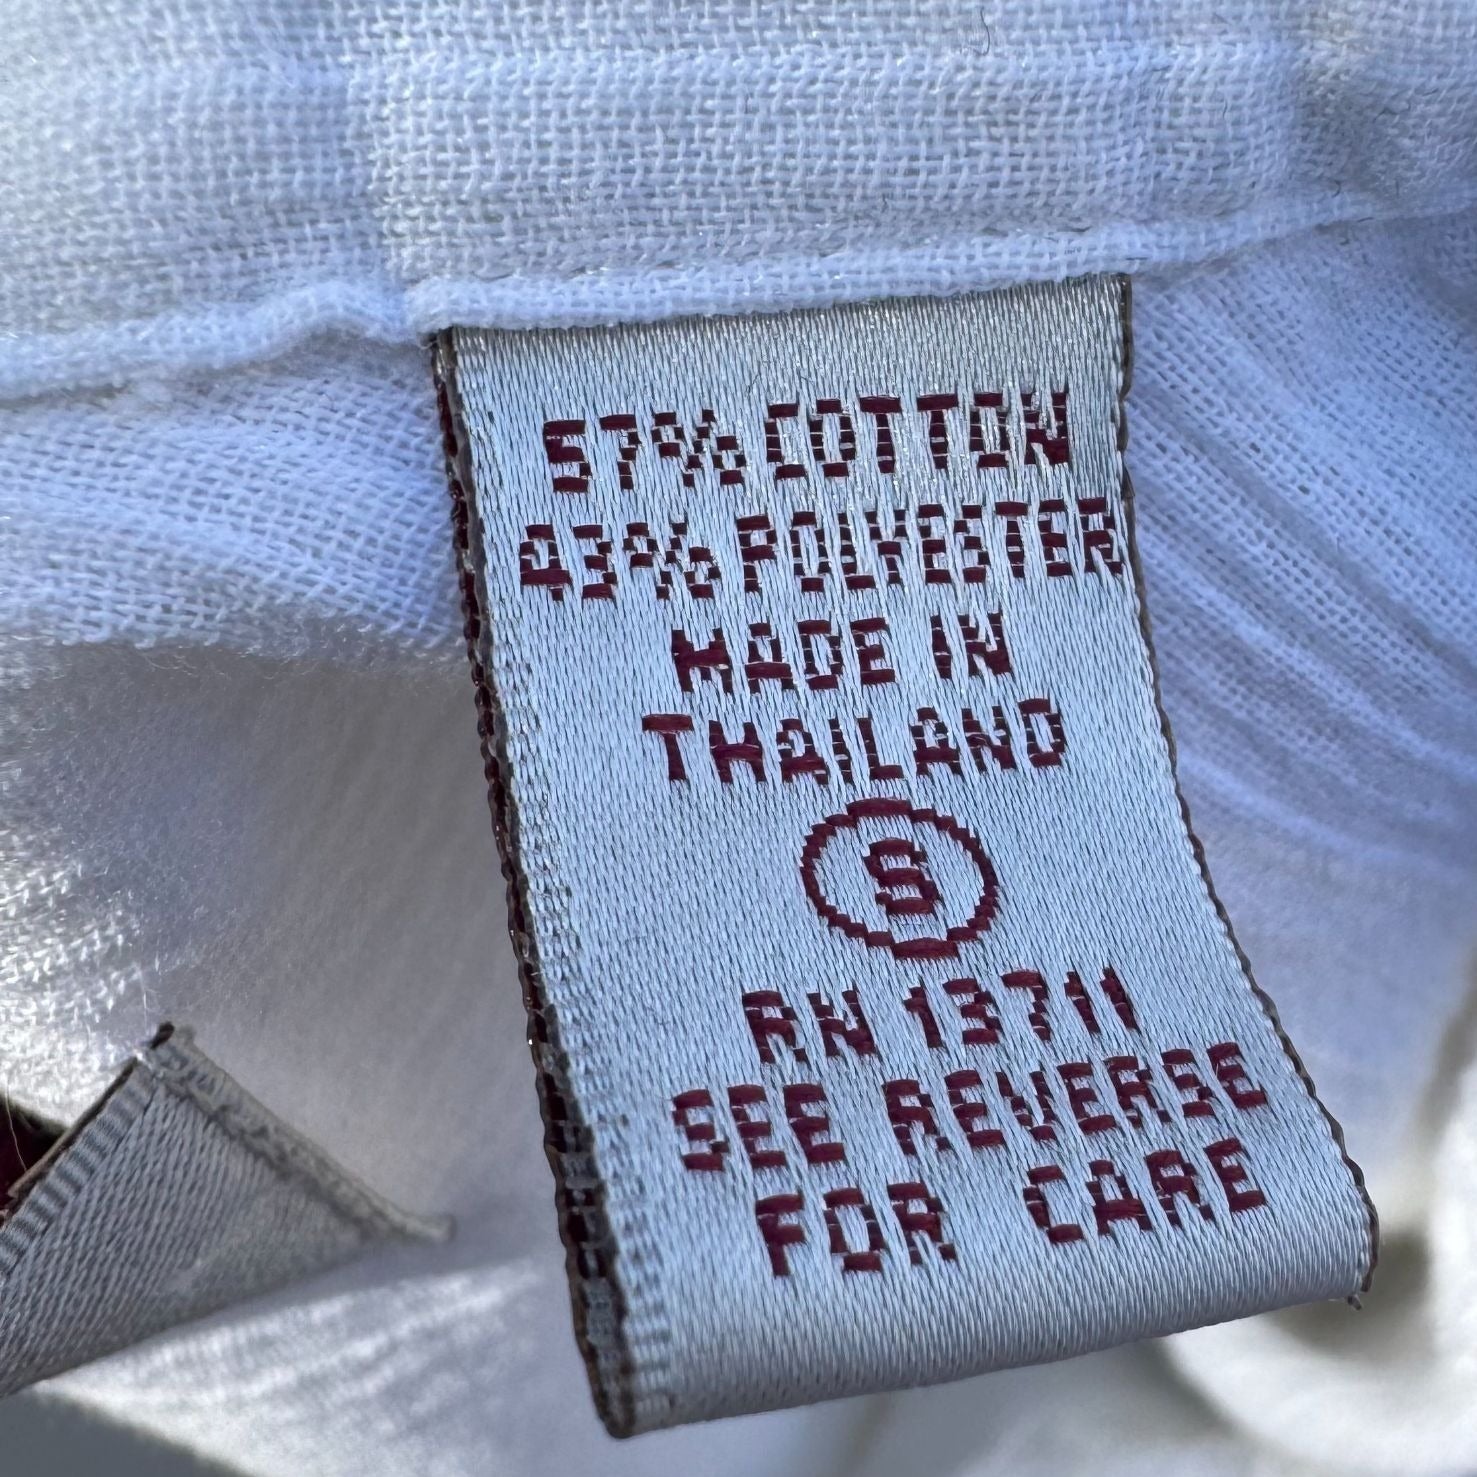 57% COTTON
43% POLYESTER
MADE IN
THAILAND
S
RN 13711
SEE REVERSE
FOR CARE